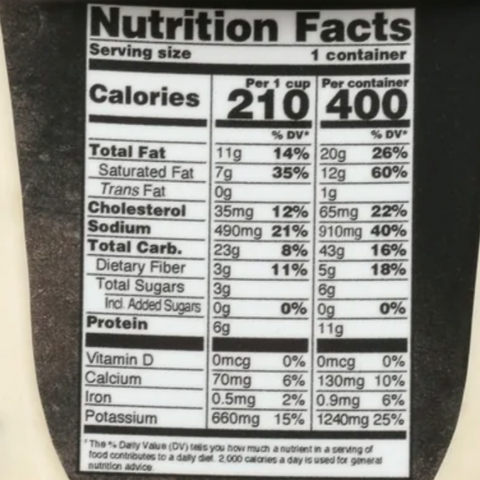 Nutrition Facts
Serving size 1 container
Per 1 cup Per container
Calories 210 400
% DV* % DV*
Total Fat 11g 14% 20g 26%
Saturated Fat 7g 35% 12g 60%
Trans Fat 0g 1g
Cholesterol 35mg 12% 65mg 22%
Sodium 490mg 21% 910mg 40%
Total Carb. 23g 8% 43g 16%
Dietary Fiber 3g 11% 5g 18%
Total Sugars 3g 6g
Incl. Added Sugars 0g 0% 0g 0%
Protein 6g 11g
Vitamin D 0mcg 0% 0mcg 0%
Calcium 70mg 6% 130mg 10%
Iron 0.5mg 2% 0.9mg 6%
Potassium 660mg 15% 1240mg 25%
*The % Daily Value (DV) tells you how much a nutrient in a serving of
food contributes to a daily diet. 2,000 calories a day is used for general
nutrition advice.